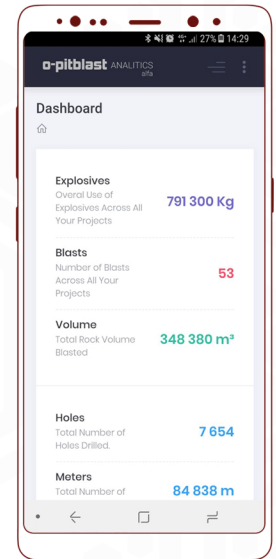 27% 14:29
o-pitblast ANALITICS
alfa
Dashboard
Explosives
Overal Use of
Explosives Across All
Your Projects
791 300 Kg
Blasts
Number of Blasts
Across All Your
Projects
53
Volume
Total Rock Volume
Blasted
348 380 m³
Holes
Total Number of
Holes Drilled.
7 654
Meters
Total Number of
84 838 m